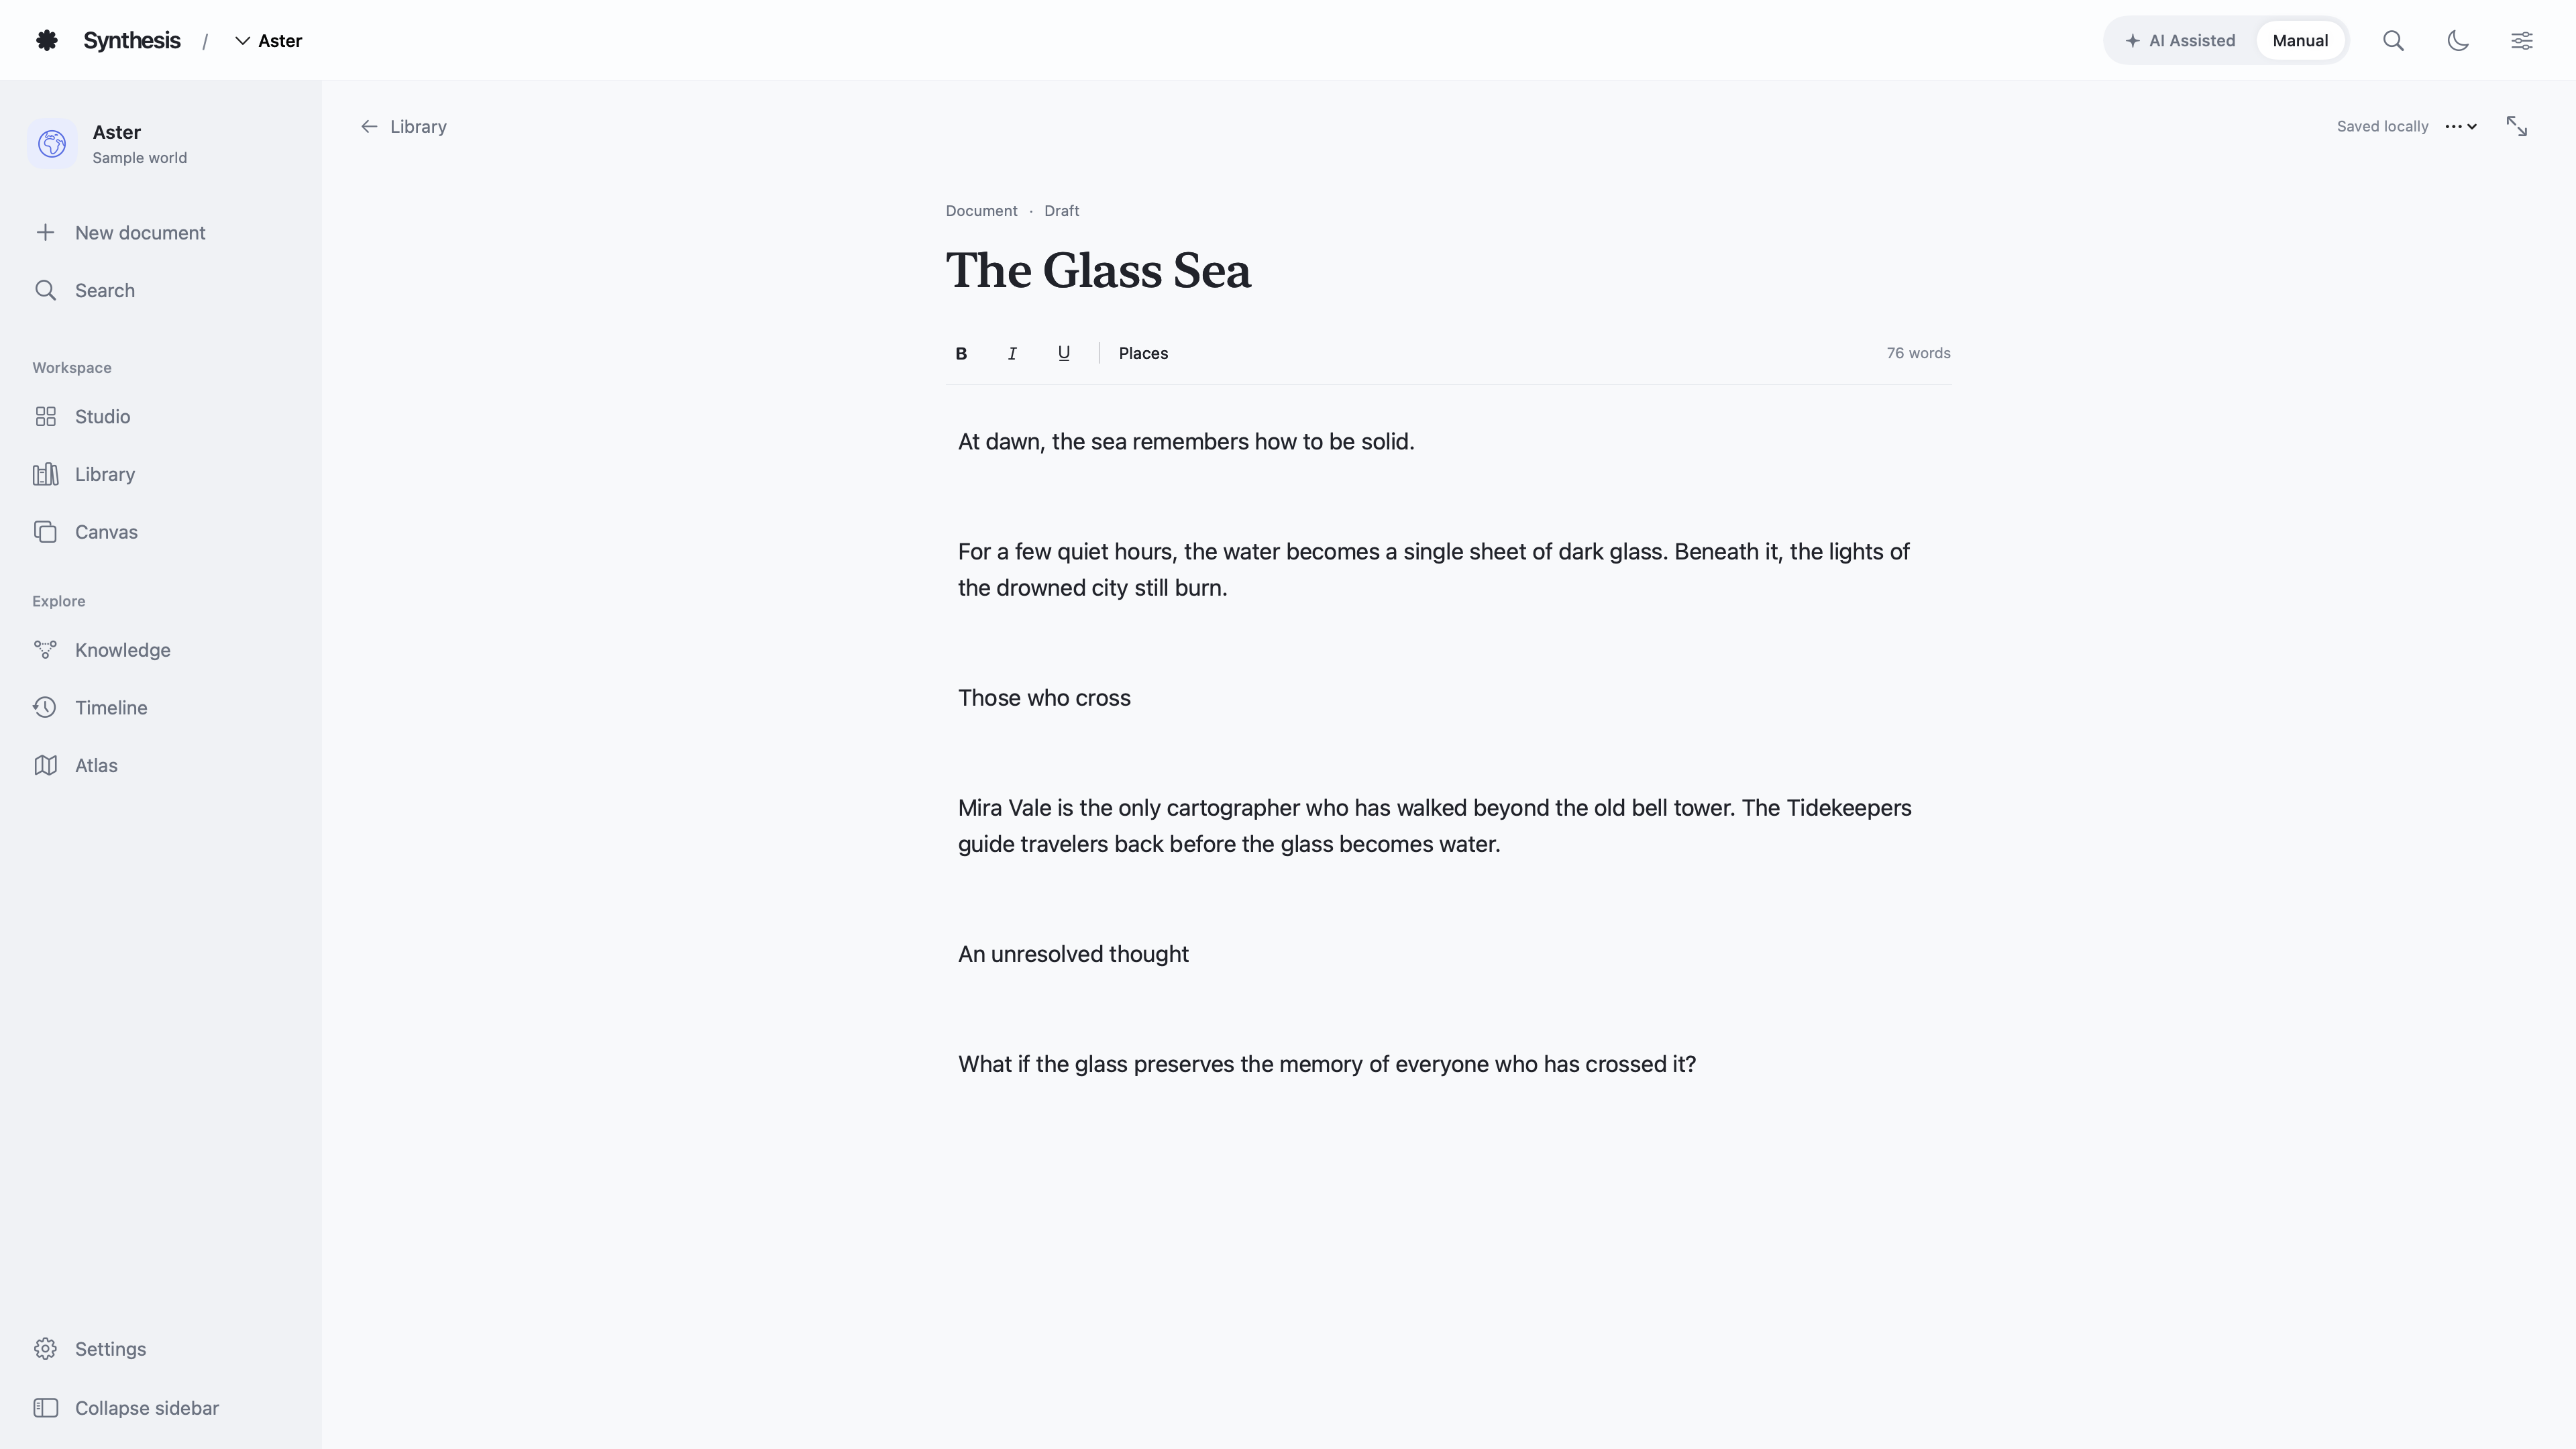 Synthesis / Aster
AI Assisted
Manual
Aster
Sample world
New document
Search
Workspace
Studio
Library
Canvas
Explore
Knowledge
Timeline
Atlas
Settings
Collapse sidebar
Library
Saved locally
Document · Draft
The Glass Sea
B I U Places
76 words
At dawn, the sea remembers how to be solid.
For a few quiet hours, the water becomes a single sheet of dark glass. Beneath it, the lights of
the drowned city still burn.
Those who cross
Mira Vale is the only cartographer who has walked beyond the old bell tower. The Tidekeepers
guide travelers back before the glass becomes water.
An unresolved thought
What if the glass preserves the memory of everyone who has crossed it?